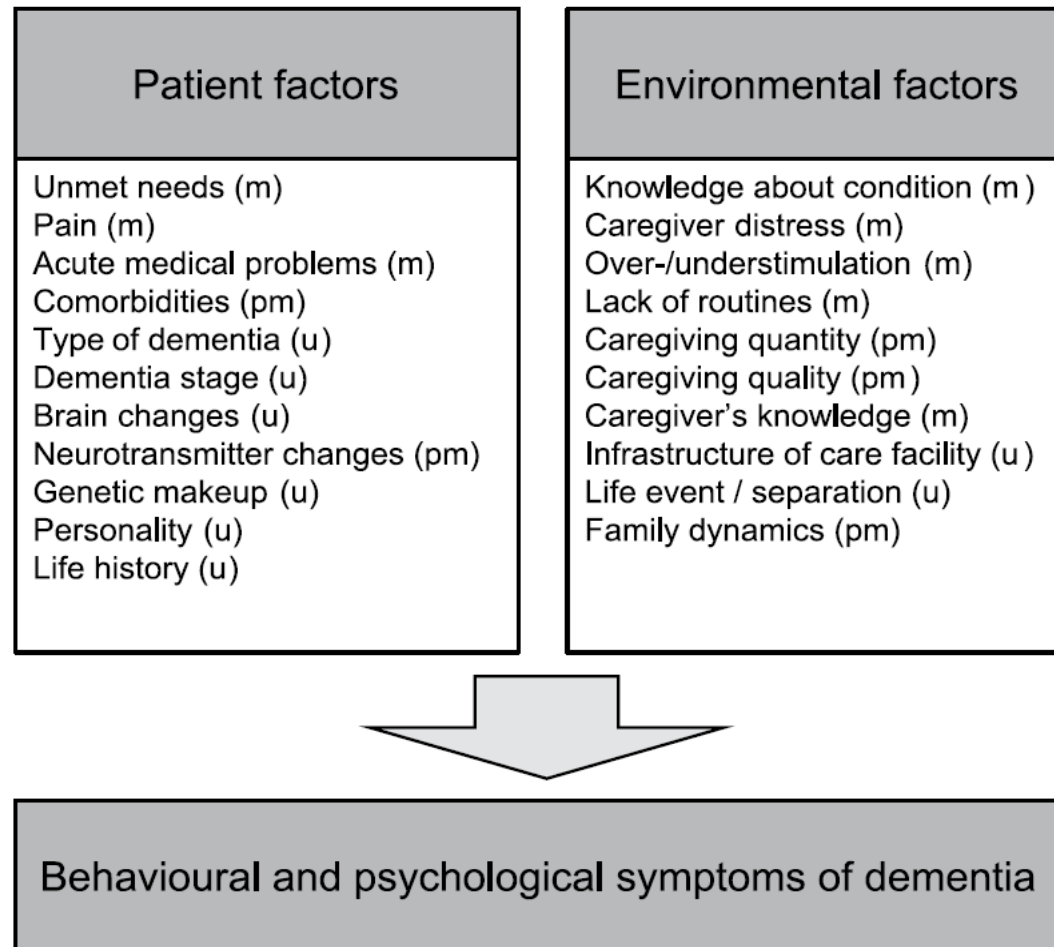 Patient factors
Unmet needs (m)
Pain (m)
Acute medical problems (m)
Comorbidities (pm)
Type of dementia (u)
Dementia stage (u)
Brain changes (u)
Neurotransmitter changes (pm)
Genetic makeup (u)
Personality (u)
Life history (u)
Environmental factors
Knowledge about condition (m)
Caregiver distress (m)
Over-/understimulation (m)
Lack of routines (m)
Caregiving quantity (pm)
Caregiving quality (pm)
Caregiver’s knowledge (m)
Infrastructure of care facility (u)
Life event / separation (u)
Family dynamics (pm)
Behavioural and psychological symptoms of dementia